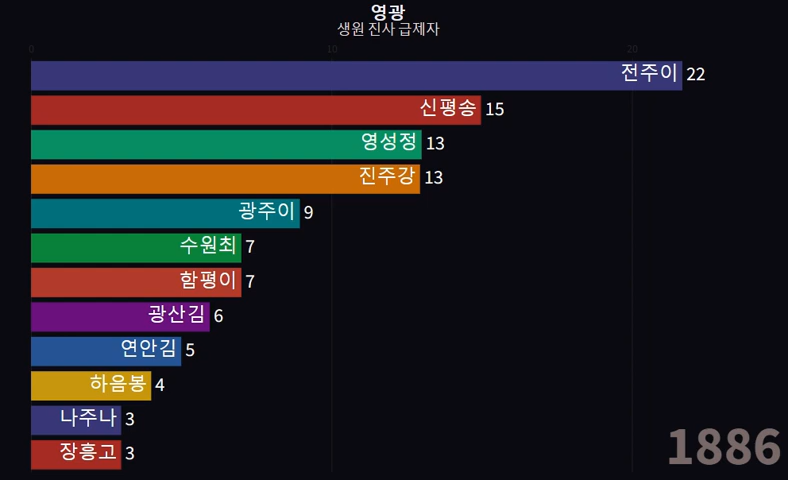 영광
생원 진사 급제자
0 10 20
전주이 22
신평송 15
영성정 13
진주강 13
광주이 9
수원최 7
함평이 7
광산김 6
연안김 5
하음봉 4
나주나 3
장흥고 3
1886